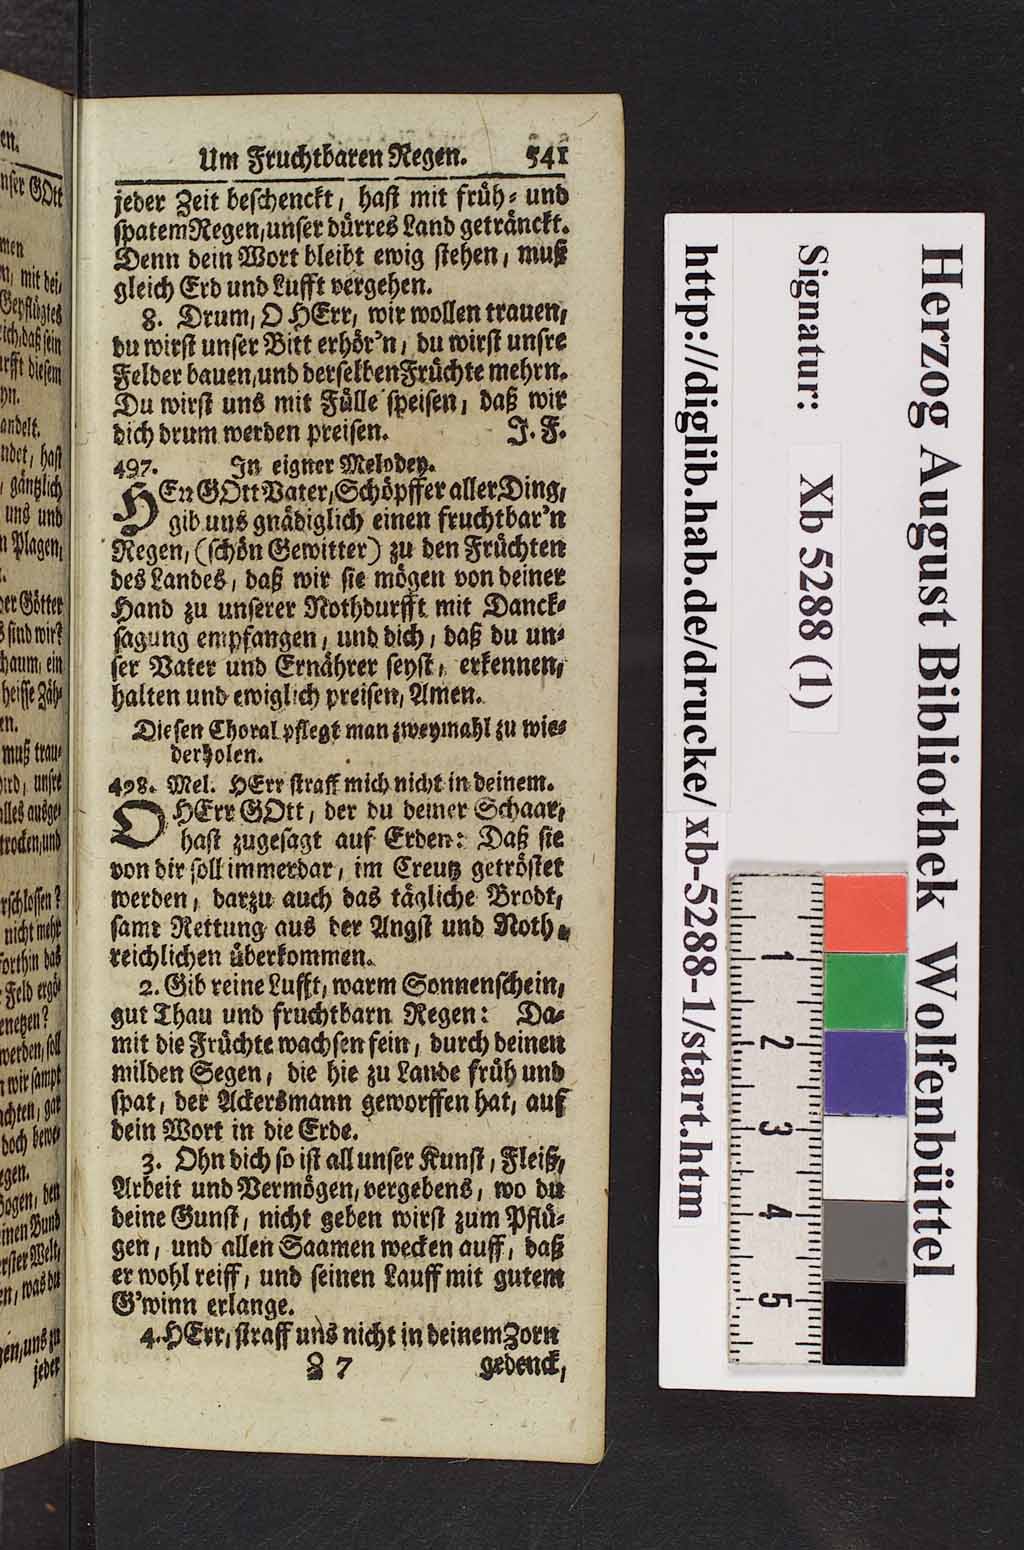 Um Fruchtbaren Regen. 541
jeder Zeit beschenckt, hast mit früh- und
spatem Regen, unser dürres Land geträncket.
Denn dein Wort bleibt ewig stehen, muß
gleich Erd und Lufft vergehen.
8. Drum, O HErr, wir wollen trauen,
du wirst unser Bitt erhör'n, du wirst unsre
Felder bauen, und derselben Früchte mehrn.
Du wirst uns mit Fülle speisen, daß wir
dich drum werden preisen. J. F.
497. In eigner Melodey.
HErr GOtt Vater, Schöpffer aller Ding,
gib uns gnädiglich einen fruchtbar'n
Regen, (schön Gewitter) zu den Früchten
des Landes, daß wir sie mögen von deiner
Hand zu unserer Nothdurfft mit Danck-
sagung empfangen, und dich, daß du un-
ser Vater und Ernährer seyst, erkennen,
halten und ewiglich preisen, Amen.
Diesen Choral pflegt man zweymahl zu wie-
derholen.
498. Mel. HErr straff mich nicht in deinem.
O HErr GOtt, der du deiner Schaar,
hast zugesagt auf Erden: Daß sie
von dir soll immerdar, im Creutz getröstet
werden, darzu auch das tägliche Brodt,
samt Rettung aus der Angst und Noth,
reichlichen überkommen.
2. Gib reine Lufft, warm Sonnenschein,
gut Thau und fruchtbarn Regen: Da-
mit die Früchte wachsen fein, durch deinen
milden Segen, die hie zu Lande früh und
spat, der Ackersmann geworffen hat, auf
dein Wort in die Erde.
3. Ohn dich so ist all unser Kunst, Fleiß,
Arbeit und Vermögen, vergebens, wo du
deine Gunst, nicht geben wirst zum Pflü-
gen, und allen Saamen wecken auff, daß
er wohl reiff, und seinen Lauff mit gutem
G'winn erlange.
4. HErr, straff uns nicht in deinem Zorn
7 gedenck,
Herzog August Bibliothek Wolfenbüttel
Signatur: Xb 5288 (1)
http://diglib.hab.de/drucke/ xb-5288-1/start.htm
1
2
3
4
5